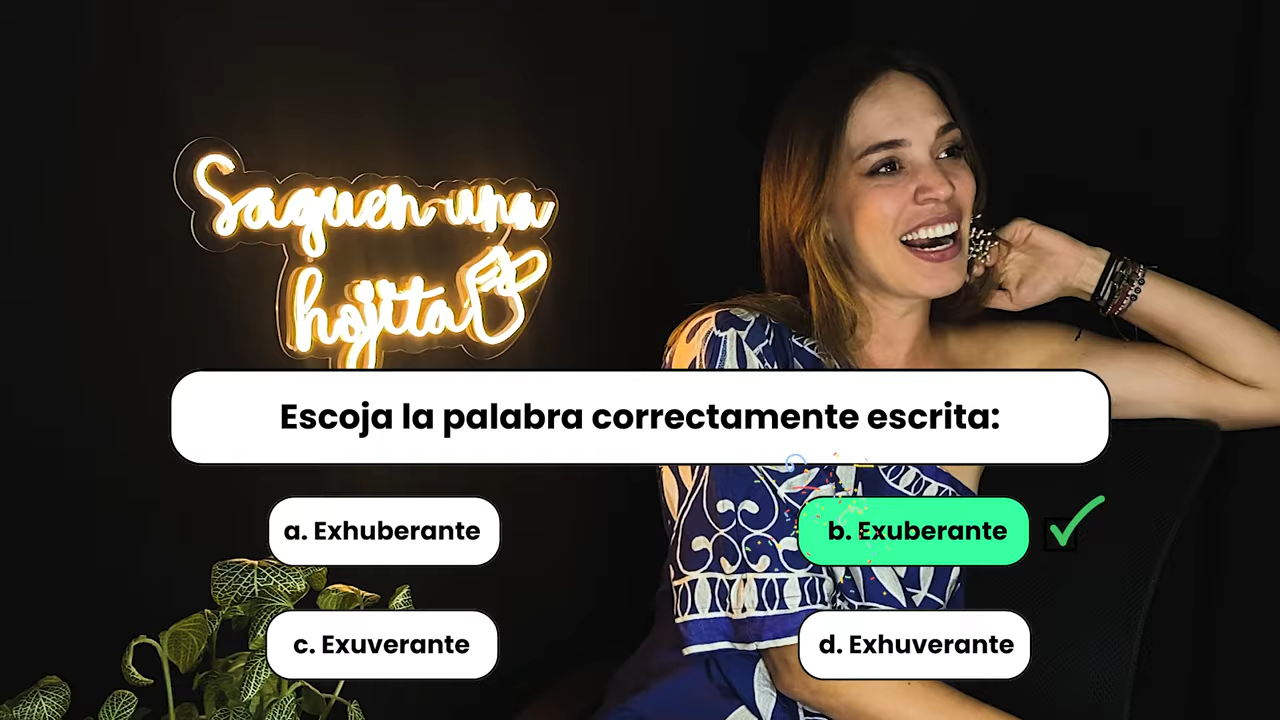 Saquen una
hojita
Escoja la palabra correctamente escrita:
a. Exhuberante
b. Exuberante
c. Exuverante
d. Exhuverante